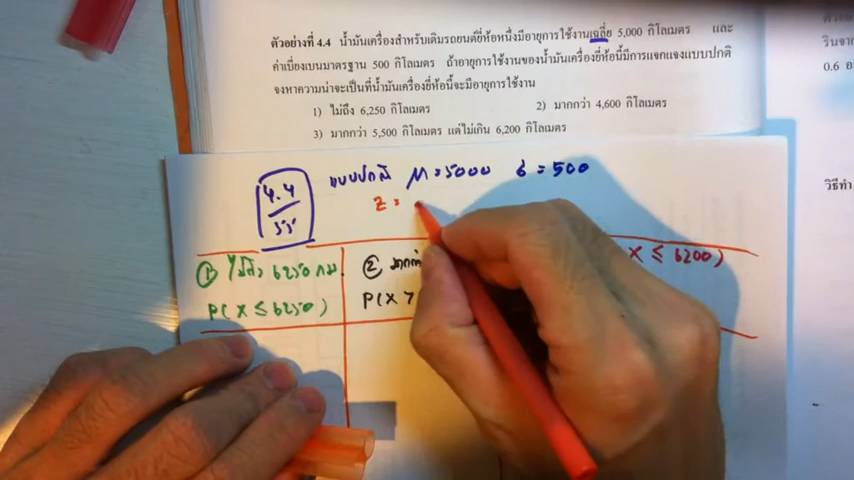 ตัวอย่างที่ 4.4 น้ำมันเครื่องสำหรับเติมรถยนต์ยี่ห้อหนึ่งมีอายุการใช้งานเฉลี่ย 5,000 กิโลเมตร และ
ค่าเบี่ยงเบนมาตรฐาน 500 กิโลเมตร ถ้าอายุการใช้งานของน้ำมันเครื่องยี่ห้อนี้มีการแจกแจงแบบปกติ
จงหาความน่าจะเป็นที่น้ำมันเครื่องยี่ห้อนี้จะมีอายุการใช้งาน
1) ไม่ถึง 6,250 กิโลเมตร 2) มากกว่า 4,600 กิโลเมตร
3) มากกว่า 5,500 กิโลเมตร แต่ไม่เกิน 6,200 กิโลเมตร
4.4
55
แบบปกติ μ = 5000 σ = 500
Z =
① ไม่ถึง 6250 กม.
P(X ≤ 6250)
②
P(X >
X ≤ 6200)
รินจาก
0.6
วิธีทำ